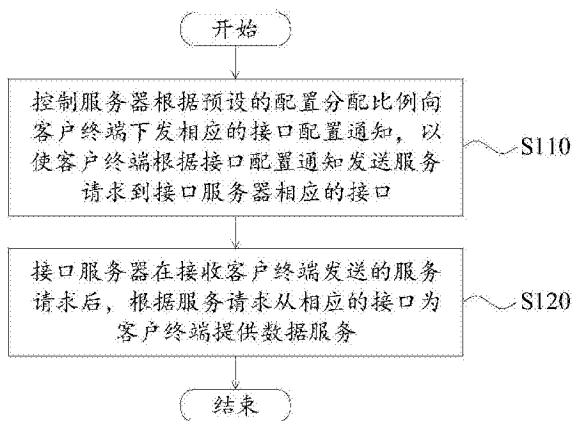 开始
控制服务器根据预设的配置分配比例向
客户终端下发相应的接口配置通知，以
使客户终端根据接口配置通知发送服务
请求到接口服务器相应的接口
S110
接口服务器在接收客户终端发送的服务
请求后，根据服务请求从相应的接口为
客户终端提供数据服务
S120
结束